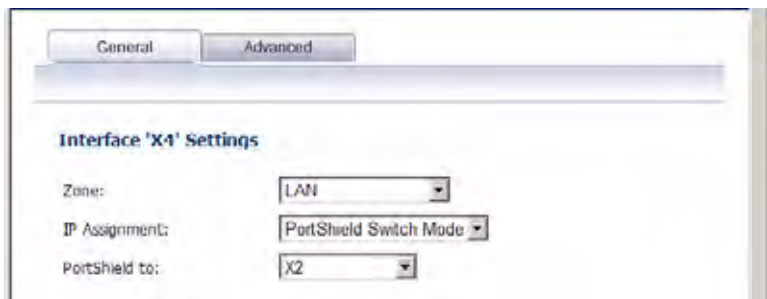 General Advanced
Interface 'X4' Settings
Zone: LAN
IP Assignment: PortShield Switch Mode
PortShield to: X2